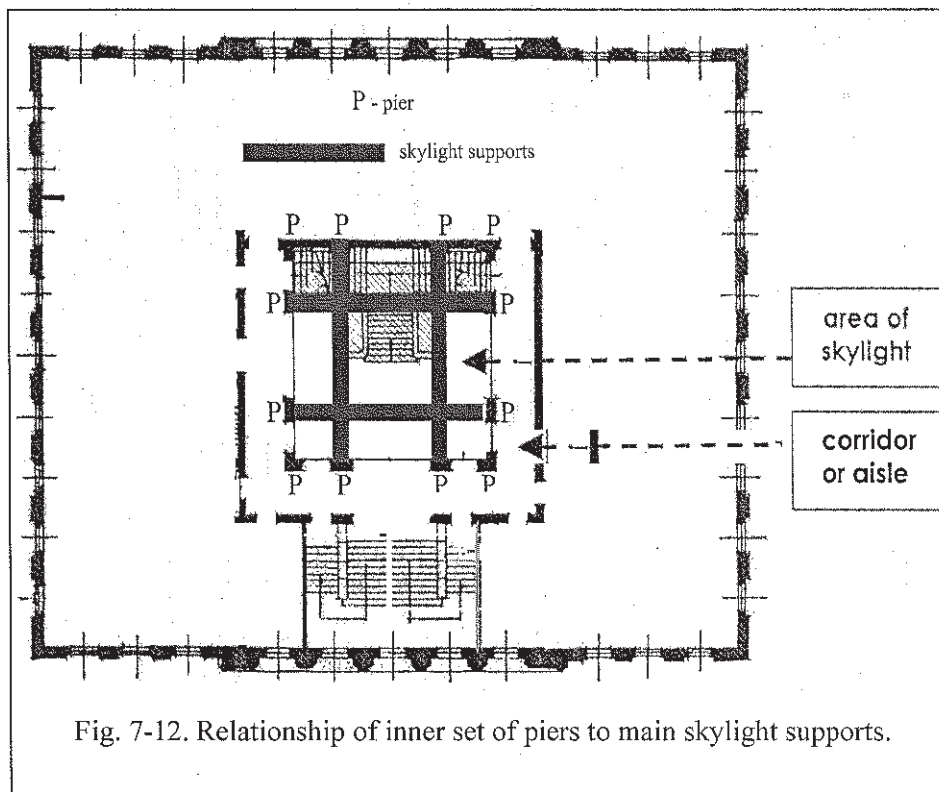 P - pier
skylight supports
P P P P
P P
area of
skylight
P P
corridor
or aisle
P P P P
Fig. 7-12. Relationship of inner set of piers to main skylight supports.